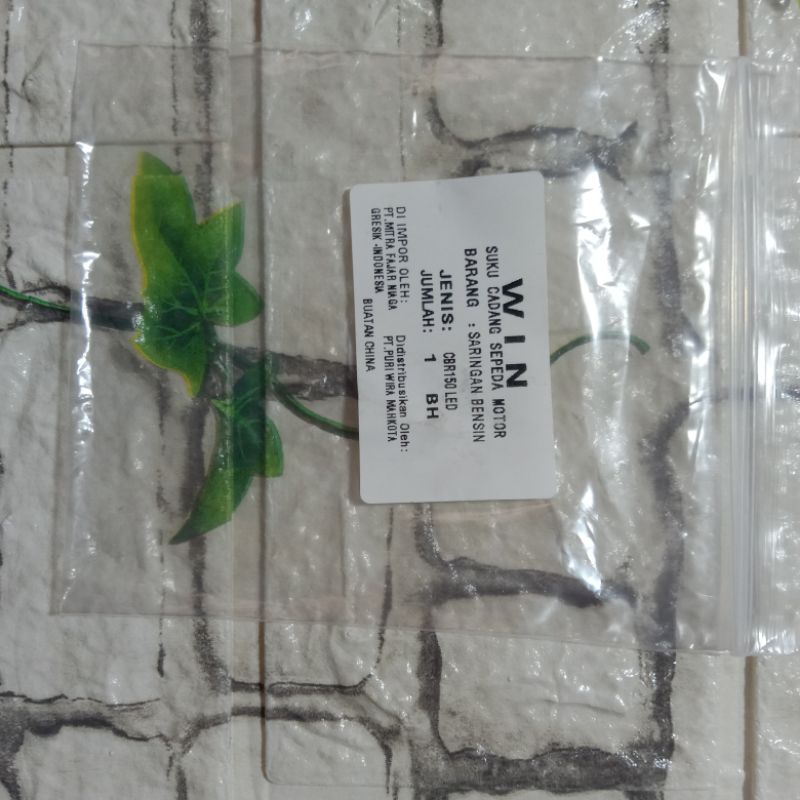 WIN
SUKU CADANG SEPEDA MOTOR
BARANG : SARINGAN BENSIN
JENIS: CBR150 LED
JUMLAH: 1 BH
DI IMPOR OLEH:
PT.MITRA FAJAR NIAGA
GRESIK -INDONESIA
Didistribusikan Oleh:
PT.PURI WIRA MAHKOTA
BUATAN CHINA